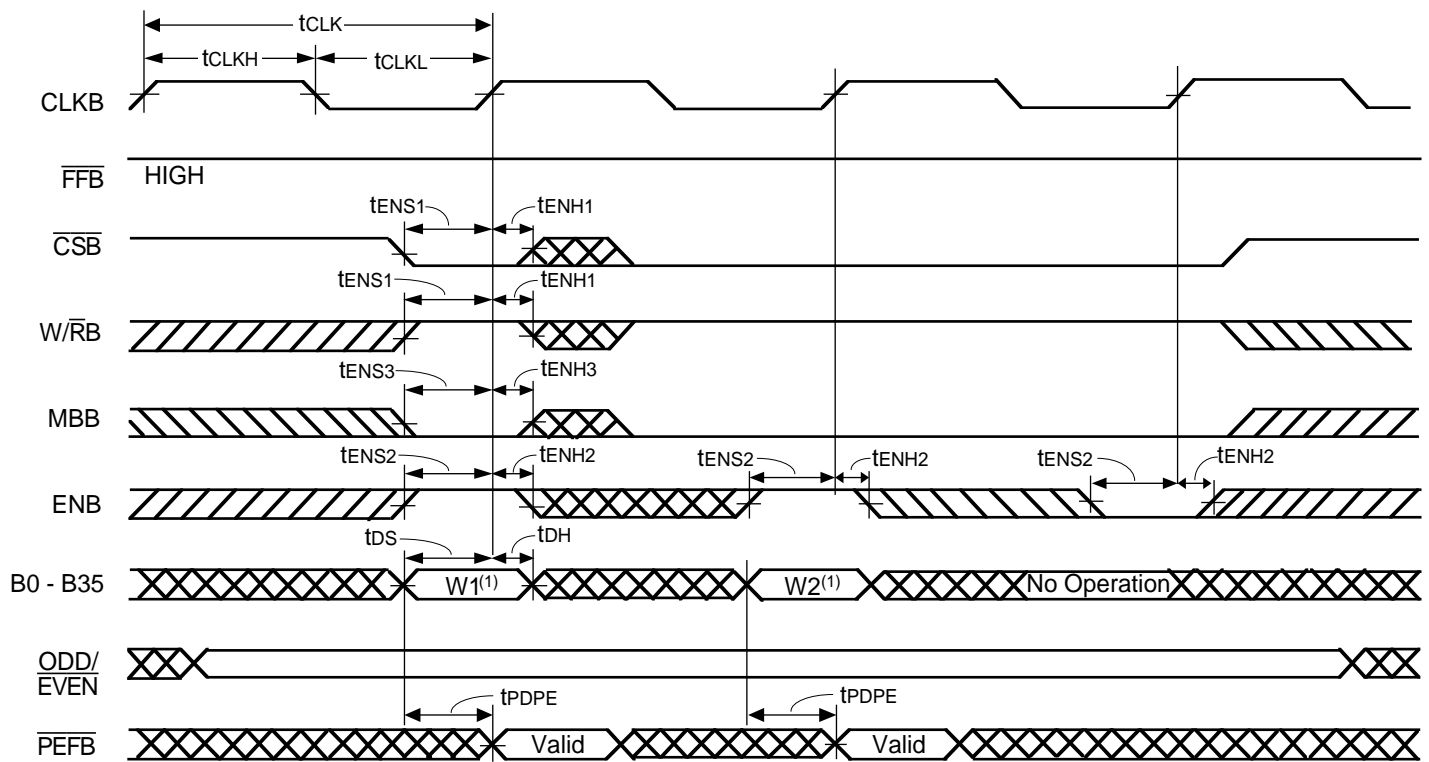 tCLK
tCLKH tCLKL
CLKB
FFB HIGH
tENS1 tENH1
CSB
tENS1 tENH1
W/RB
tENS3 tENH3
MBB
tENS2 tENH2 tENS2 tENH2 tENS2 tENH2
ENB
tDS tDH
B0 - B35 W1(1) W2(1) No Operation
ODD/
EVEN
tPDPE tPDPE
PEFB Valid Valid